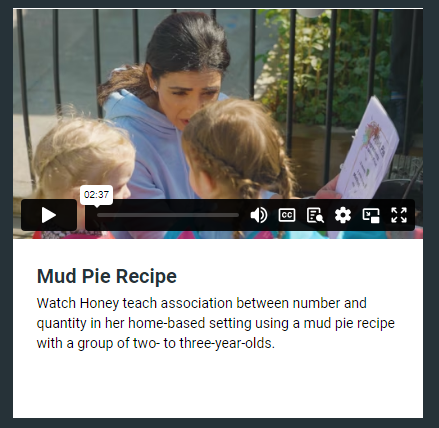 02:37
CC
Mud Pie Recipe
Watch Honey teach association between number and
quantity in her home-based setting using a mud pie recipe
with a group of two- to three-year-olds.